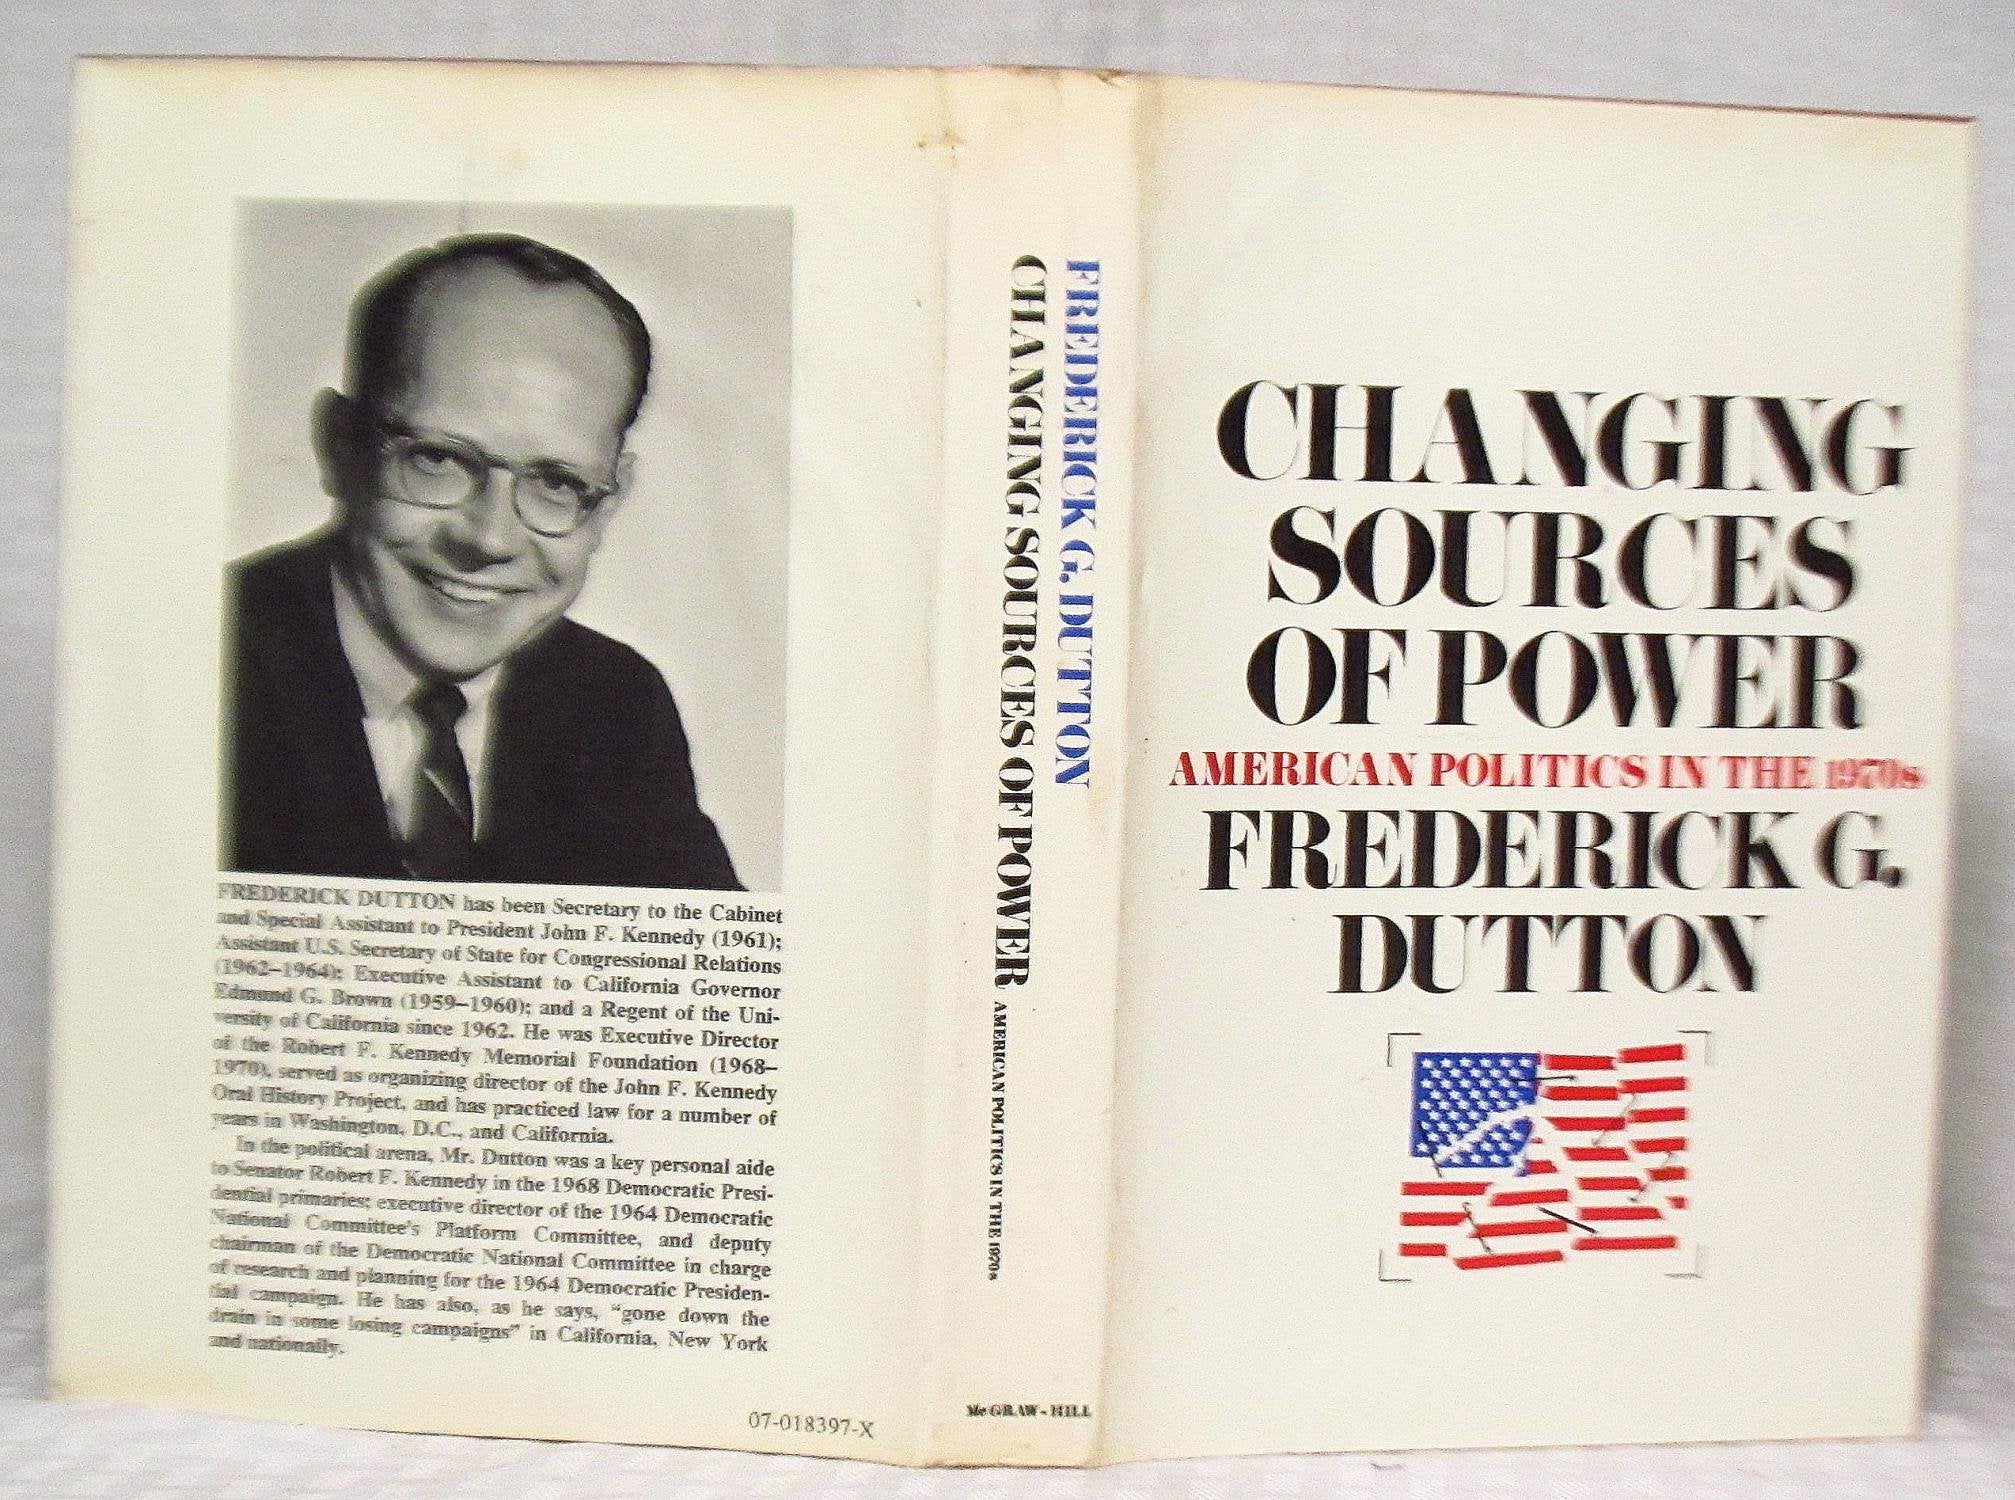 FREDERICK DUTTON has been Secretary to the Cabinet
and Special Assistant to President John F. Kennedy (1961);
Assistant U.S. Secretary of State for Congressional Relations
(1962–1964); Executive Assistant to California Governor
Edmund G. Brown (1959–1960); and a Regent of the Uni-
versity of California since 1962. He was Executive Director
of the Robert F. Kennedy Memorial Foundation (1968–
1970), served as organizing director of the John F. Kennedy
Oral History Project, and has practiced law for a number of
years in Washington, D.C., and California.
In the political arena, Mr. Dutton was a key personal aide
to Senator Robert F. Kennedy in the 1968 Democratic Presi-
dential primaries; executive director of the 1964 Democratic
National Committee's Platform Committee, and deputy
chairman of the Democratic National Committee in charge
of research and planning for the 1964 Democratic Presiden-
tial campaign. He has also, as he says, "gone down the
drain in some losing campaigns" in California, New York
and nationally.
07-018397-X
FREDERICK G. DUTTON
CHANGING SOURCES OF POWER AMERICAN POLITICS IN THE 1970s
McGRAW-HILL
CHANGING
SOURCES
OF POWER
AMERICAN POLITICS IN THE 1970s
FREDERICK G.
DUTTON